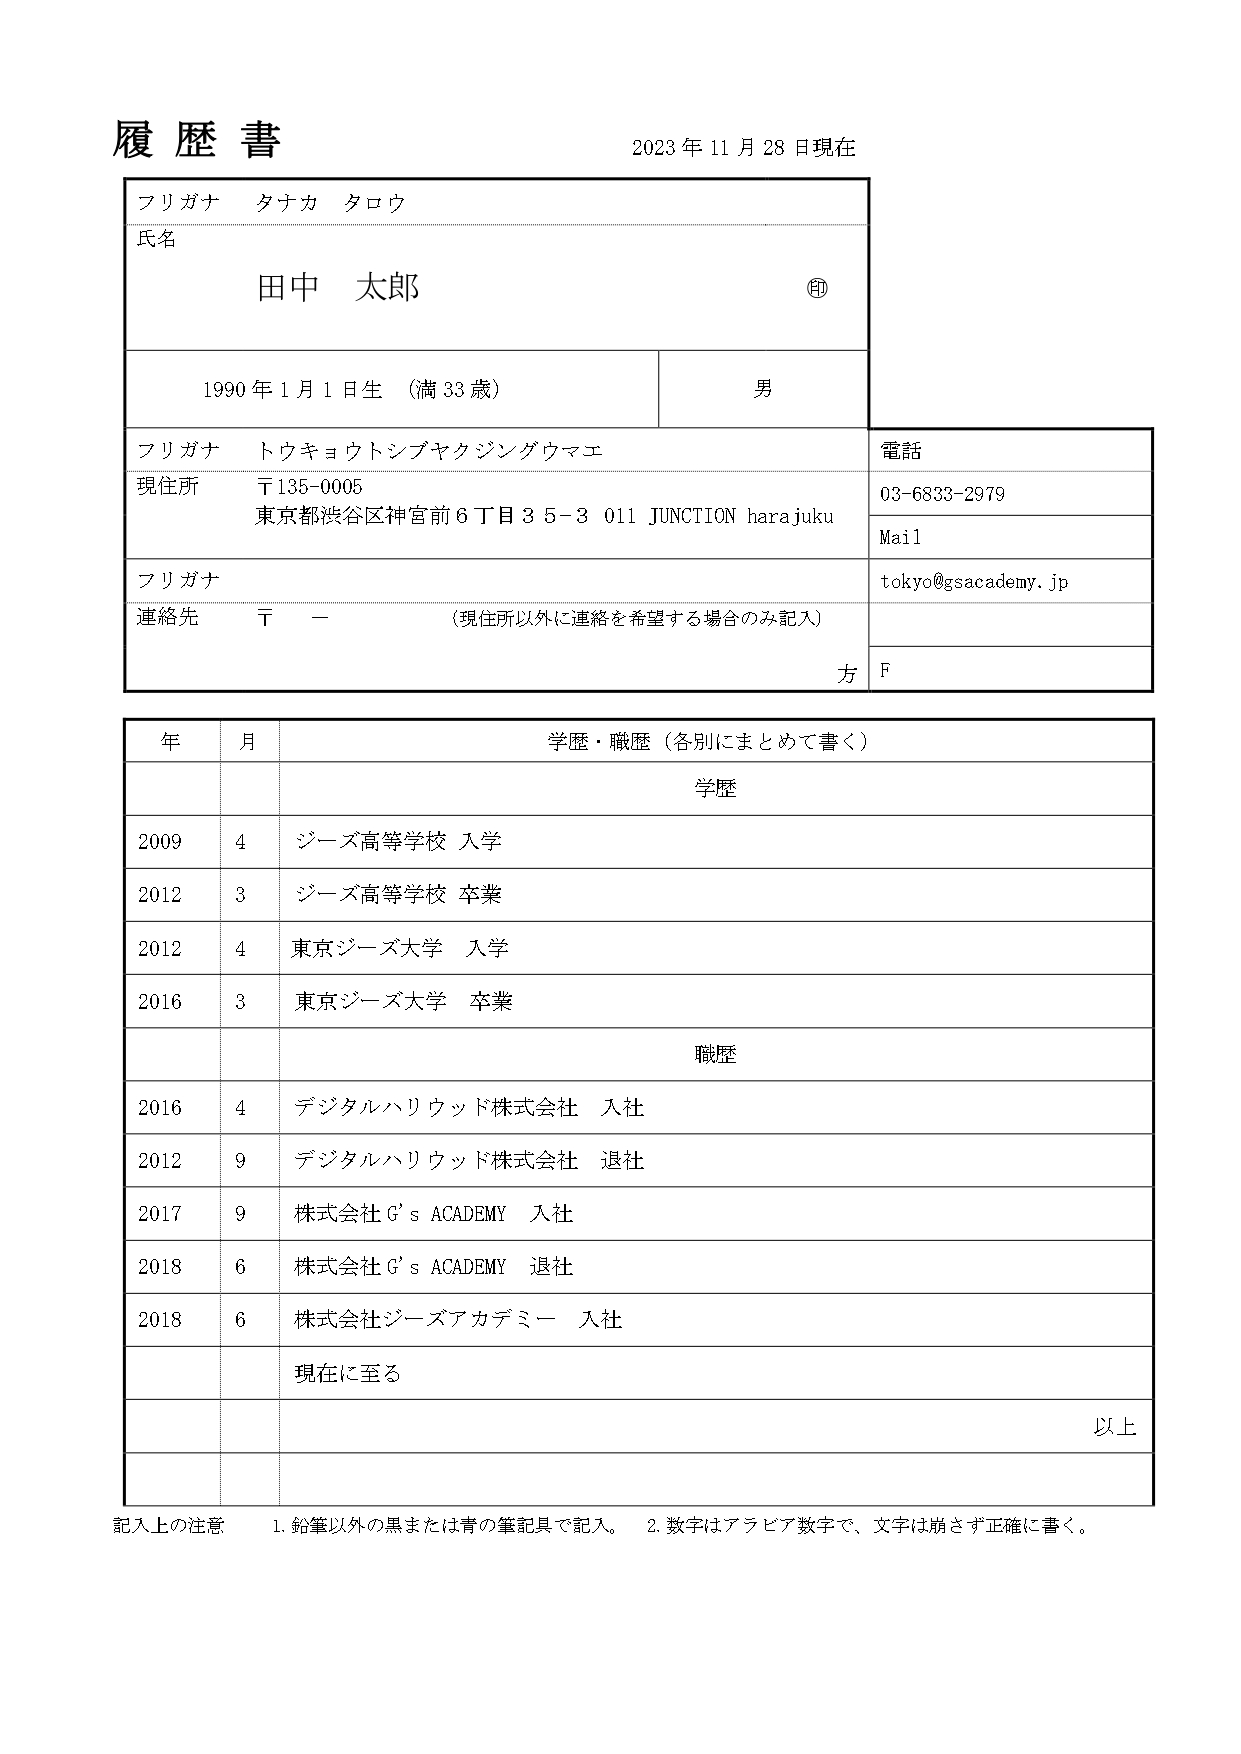 履 歴 書
2023 年 11 月 28 日現在
フリガナ タナカ　タロウ
氏名
田中　太郎 ㊞
1990 年 1 月 1 日生　（満 33 歳） 男
フリガナ トウキョウトシブヤクジングウマエ 電話
現住所 〒135-0005
03-6833-2979
東京都渋谷区神宮前６丁目３５−３ 011 JUNCTION harajuku
Mail
フリガナ tokyo@gsacademy.jp
連絡先 〒　－ （現住所以外に連絡を希望する場合のみ記入）
方 F
年 月 学歴・職歴（各別にまとめて書く）
学歴
2009 4 ジーズ高等学校 入学
2012 3 ジーズ高等学校 卒業
2012 4 東京ジーズ大学　入学
2016 3 東京ジーズ大学　卒業
職歴
2016 4 デジタルハリウッド株式会社　入社
2012 9 デジタルハリウッド株式会社　退社
2017 9 株式会社 G's ACADEMY　入社
2018 6 株式会社 G's ACADEMY　退社
2018 6 株式会社ジーズアカデミー　入社
現在に至る
以上
記入上の注意 1.鉛筆以外の黒または青の筆記具で記入。 2.数字はアラビア数字で、文字は崩さず正確に書く。